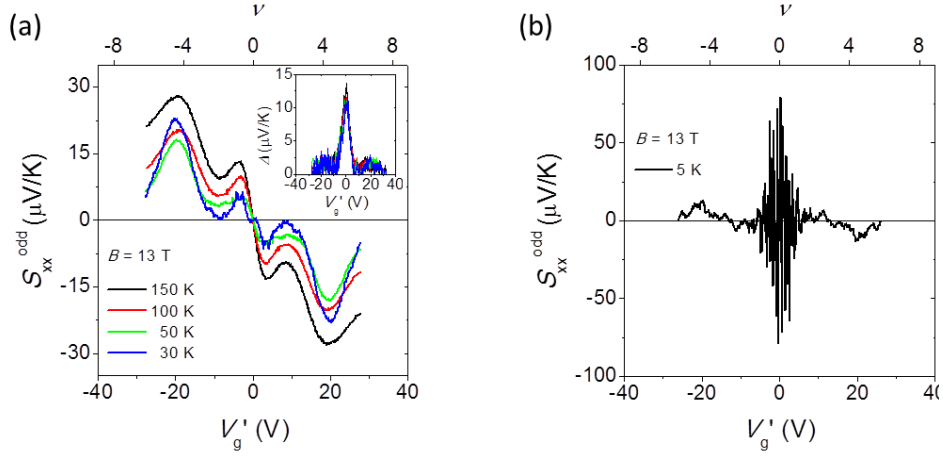 (a)
ν
-8 -4 0 4 8
S_xx^odd (μV/K)
30
15
0
-15
-30
B = 13 T
150 K
100 K
50 K
30 K
-40 -20 0 20 40
V_g' (V)
Λ (μV/K)
15
10
5
0
-40 -20 0 20 40
V_g' (V)
(b)
ν
-8 -4 0 4 8
S_xx^odd (μV/K)
100
50
0
-50
-100
B = 13 T
5 K
-40 -20 0 20 40
V_g' (V)